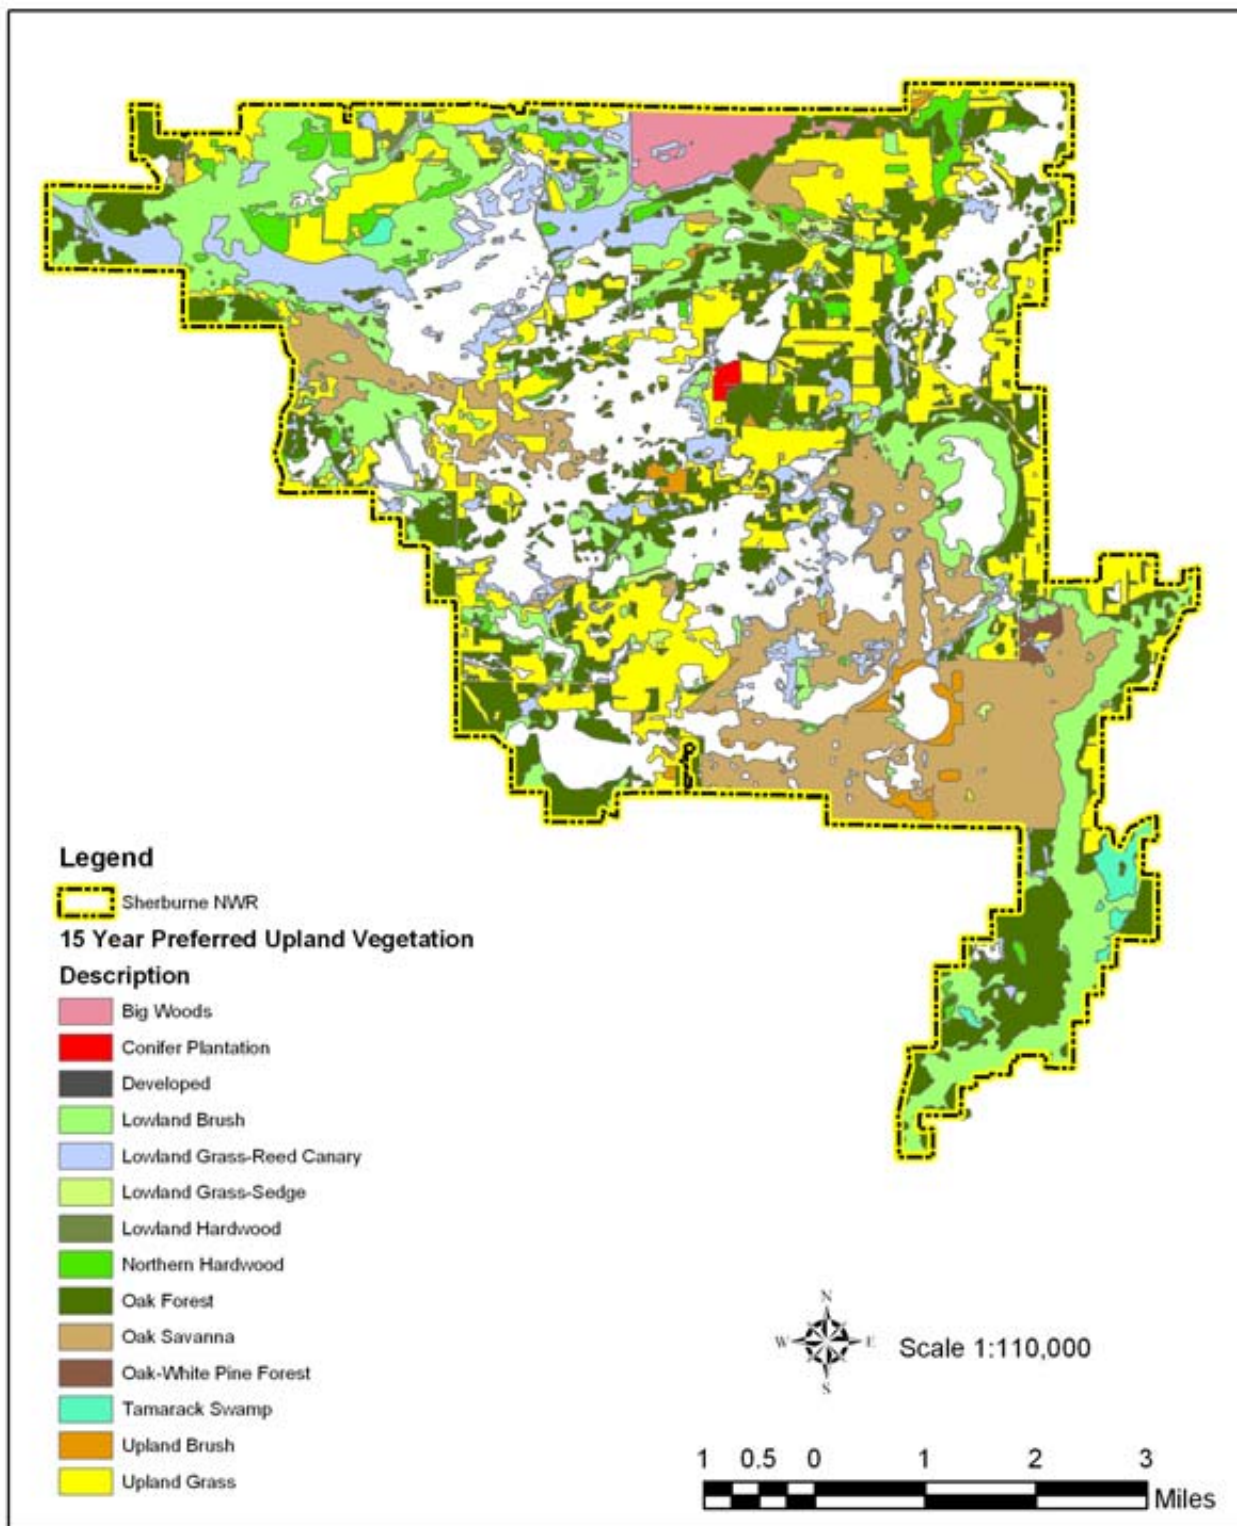 Legend
Sherburne NWR
15 Year Preferred Upland Vegetation
Description
Big Woods
Conifer Plantation
Developed
Lowland Brush
Lowland Grass-Reed Canary
Lowland Grass-Sedge
Lowland Hardwood
Northern Hardwood
Oak Forest
Oak Savanna
Oak-White Pine Forest
Tamarack Swamp
Upland Brush
Upland Grass
N
W E
S
Scale 1:110,000
1 0.5 0 1 2 3
Miles